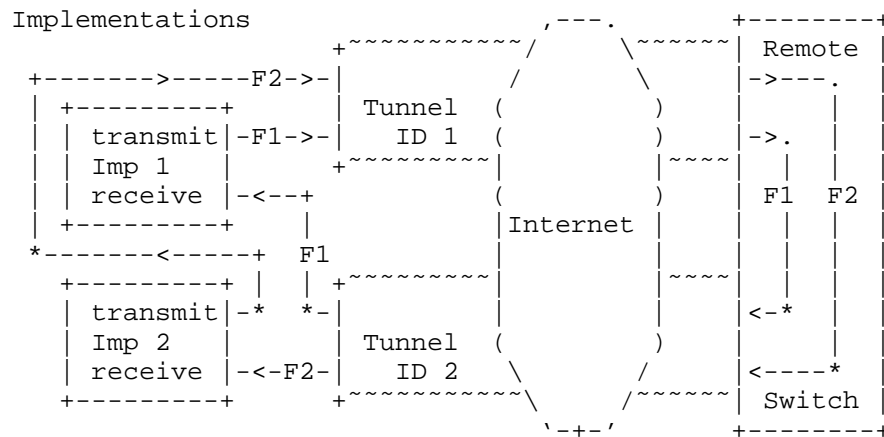 Implementations
Remote
F2
Tunnel
transmit F1 ID 1
Imp 1
receive F1 F2
Internet
F1
transmit
Imp 2 Tunnel
receive F2 ID 2
Switch